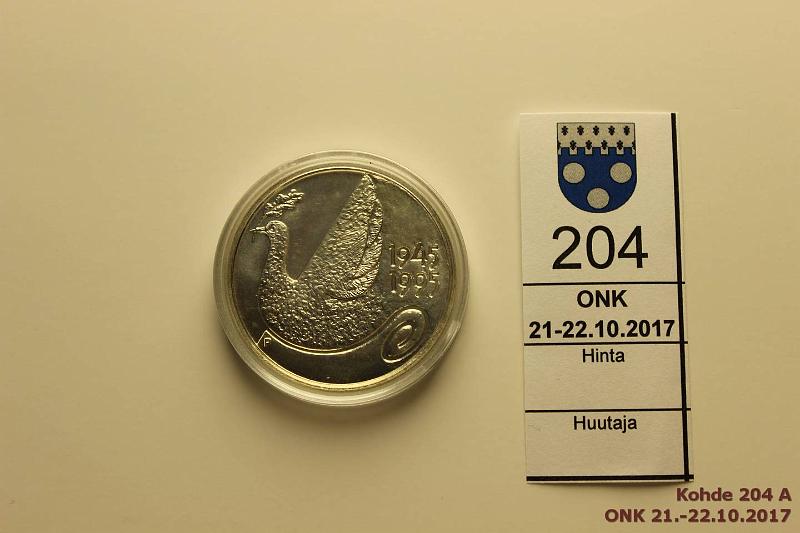 1945
1995
P
204
ONK
21-22.10.2017
Hinta
Huutaja
Kohde 204 A
ONK 21.-22.10.2017